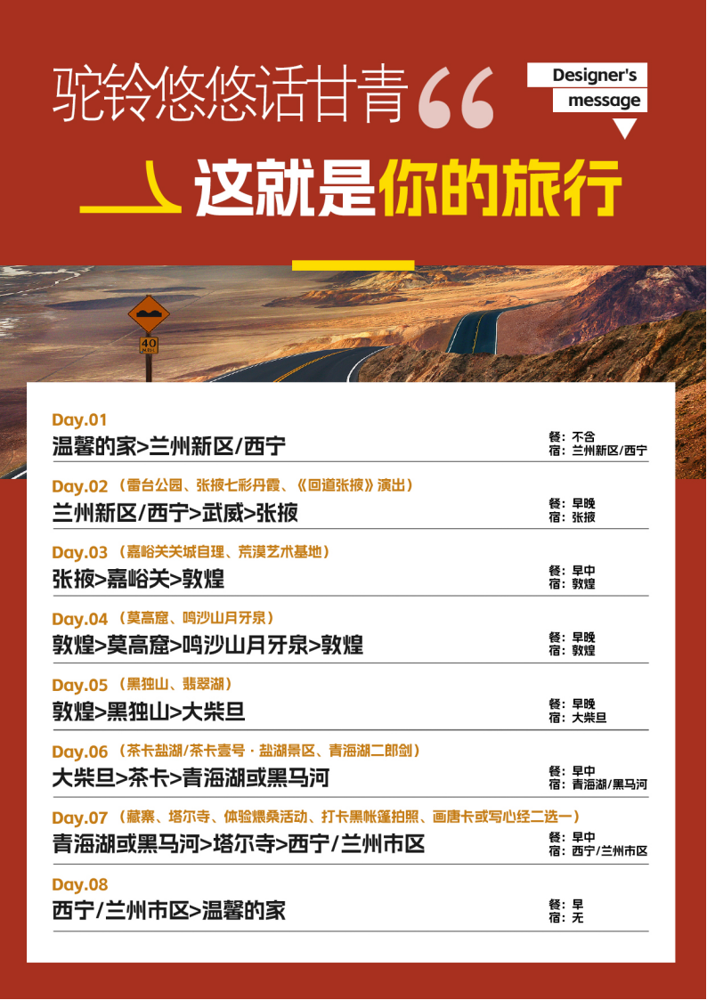 驼铃悠悠话甘青
Designer's
message
这就是你的旅行
40
Day.01
温馨的家>兰州新区/西宁
餐：不含
宿：兰州新区/西宁
Day.02（雷台公园、张掖七彩丹霞、《回道张掖》演出）
兰州新区/西宁>武威>张掖
餐：早晚
宿：张掖
Day.03（嘉峪关关城自理、荒漠艺术基地）
张掖>嘉峪关>敦煌
餐：早中
宿：敦煌
Day.04（莫高窟、鸣沙山月牙泉）
敦煌>莫高窟>鸣沙山月牙泉>敦煌
餐：早晚
宿：敦煌
Day.05（黑独山、翡翠湖）
敦煌>黑独山>大柴旦
餐：早晚
宿：大柴旦
Day.06（茶卡盐湖/茶卡壹号·盐湖景区、青海湖二郎剑）
大柴旦>茶卡>青海湖或黑马河
餐：早中
宿：青海湖/黑马河
Day.07（藏寨、塔尔寺、体验煨桑活动、打卡黑帐篷拍照、画唐卡或写心经二选一）
青海湖或黑马河>塔尔寺>西宁/兰州市区
餐：早中
宿：西宁/兰州市区
Day.08
西宁/兰州市区>温馨的家
餐：早
宿：无